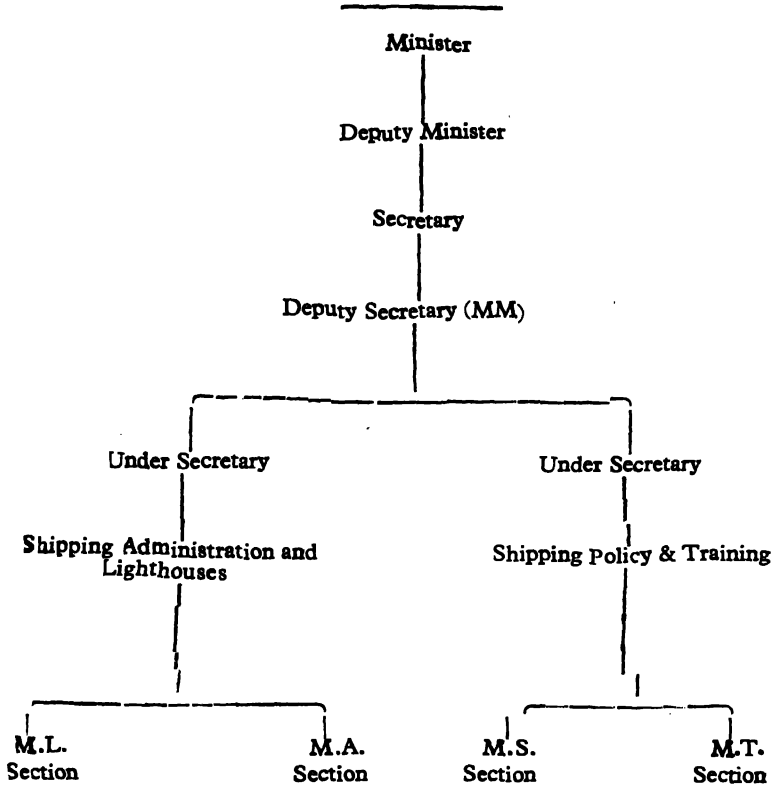 Minister
Deputy Minister
Secretary
Deputy Secretary (MM)
Under Secretary
Under Secretary
Shipping Administration and
Lighthouses
Shipping Policy & Training
M.L.
Section
M.A.
Section
M.S.
Section
M.T.
Section